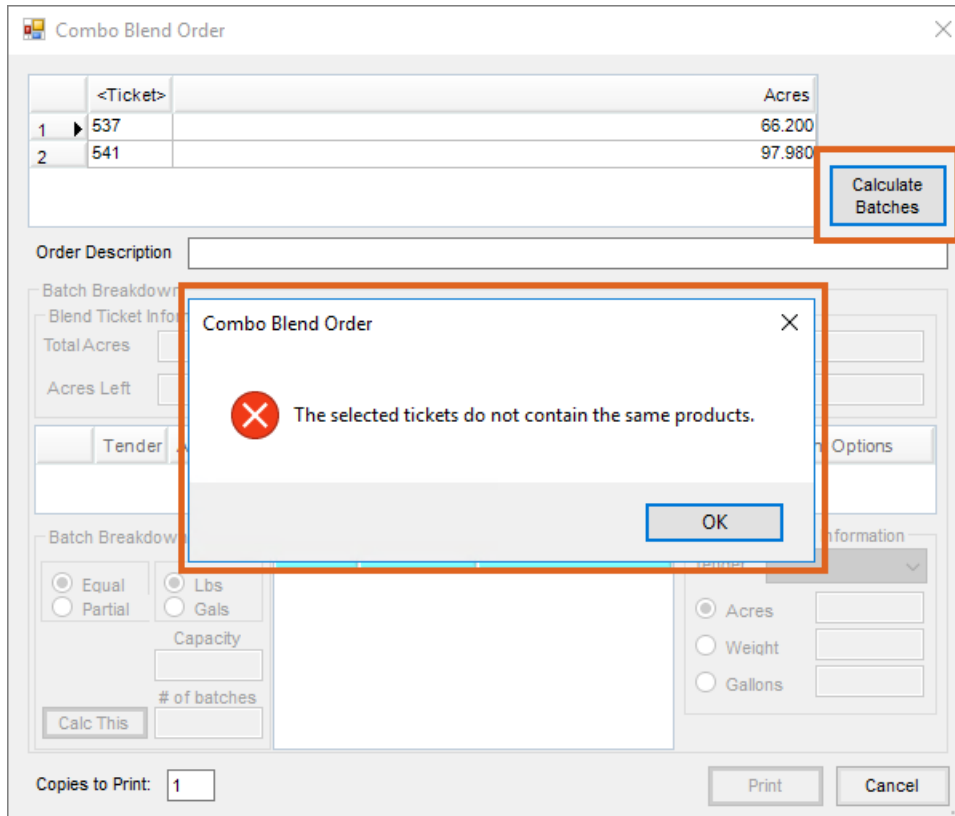 Combo Blend Order
<Ticket> Acres
1 537 66.200
2 541 97.980
Calculate
Batches
Order Description
Batch Breakdown
Blend Ticket Infor
Total Acres
Acres Left
Combo Blend Order
The selected tickets do not contain the same products.
OK
Tender Options
Batch Breakdow nformation
Equal Lbs
Partial Gals
Capacity
# of batches
Calc This
Acres
Weight
Gallons
Copies to Print: 1
Print Cancel